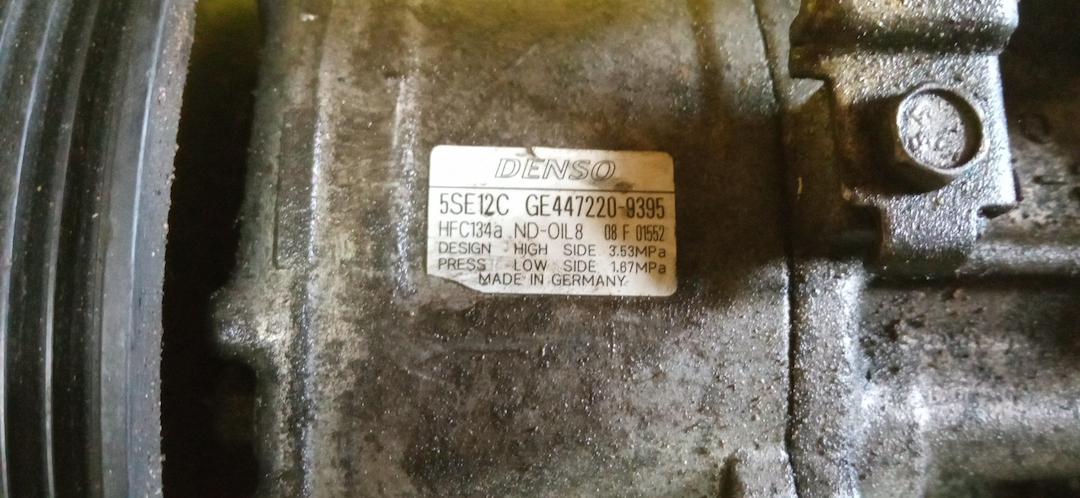 DENSO
5SE12C GE447220-9395
HFC134a ND-OIL8 08 F 01552
DESIGN HIGH SIDE 3.53MPa
PRESS LOW SIDE 1.87MPa
MADE IN GERMANY